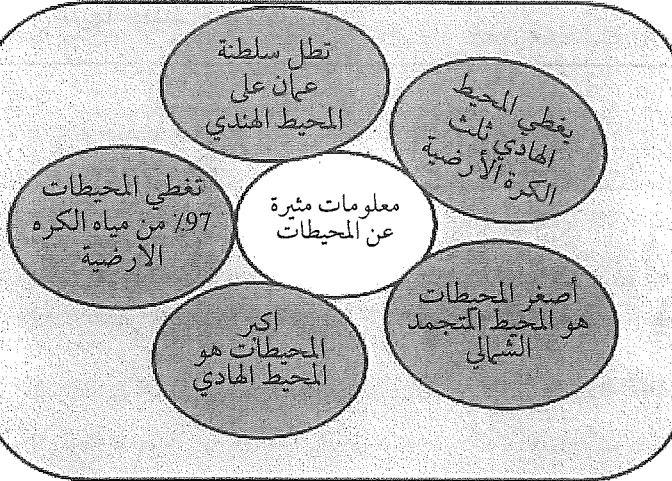 تطل سلطنة
عمان على
المحيط الهندي
يغطي المحيط
الهادي ثلث
الكرة الأرضية
تغطي المحيطات
97٪ من مياه الكره
الارضية
معلومات مثيرة
عن المحيطات
أصغر المحيطات
هو المحيط المتجمد
الشمالي
اكبر
المحيطات هو
المحيط الهادي